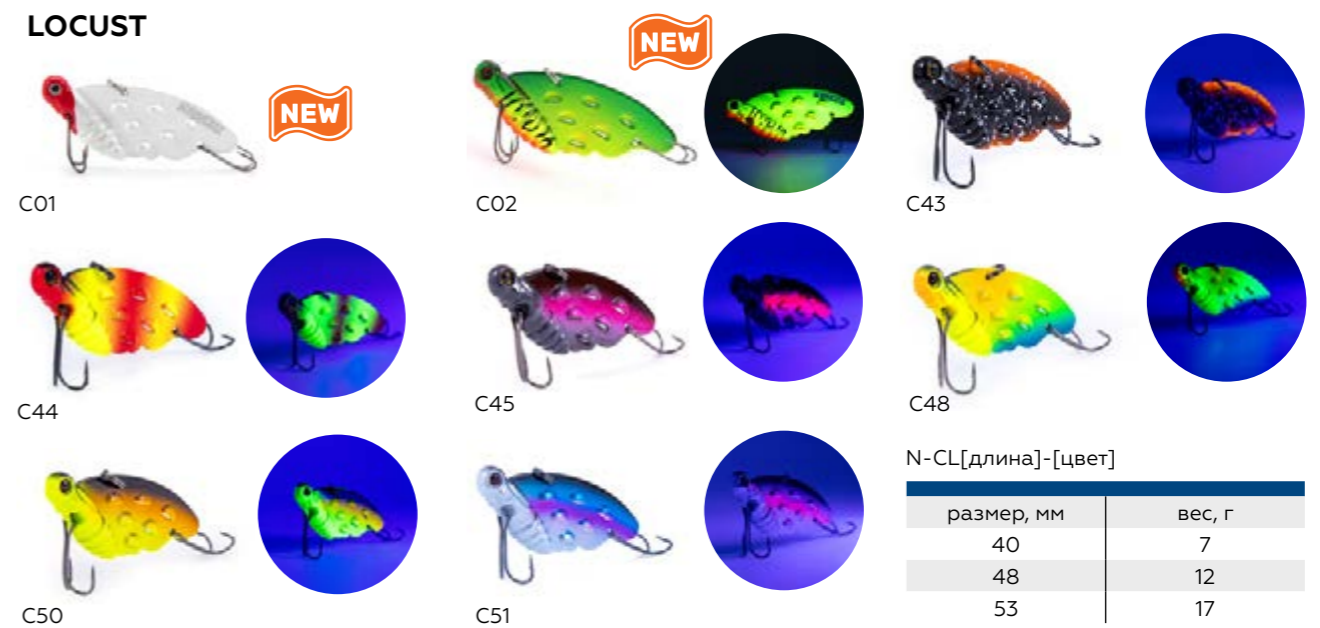 LOCUST
NEW
NEW
C01
C02
C43
C44
C45
C48
N-CL[длина]-[цвет]
размер, мм вес, г
40 7
48 12
53 17
C50
C51